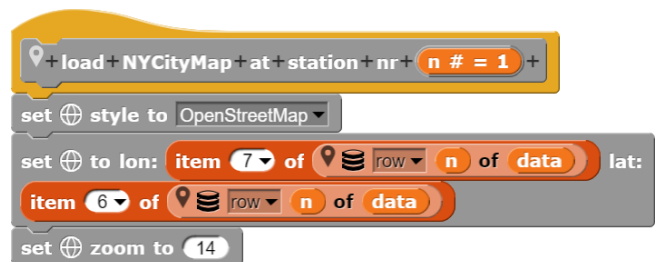 +load+NYCityMap+at+station+nr+ n # = 1 +
set style to OpenStreetMap
set to lon: item 7 of row n of data lat:
item 6 of row n of data
set zoom to 14